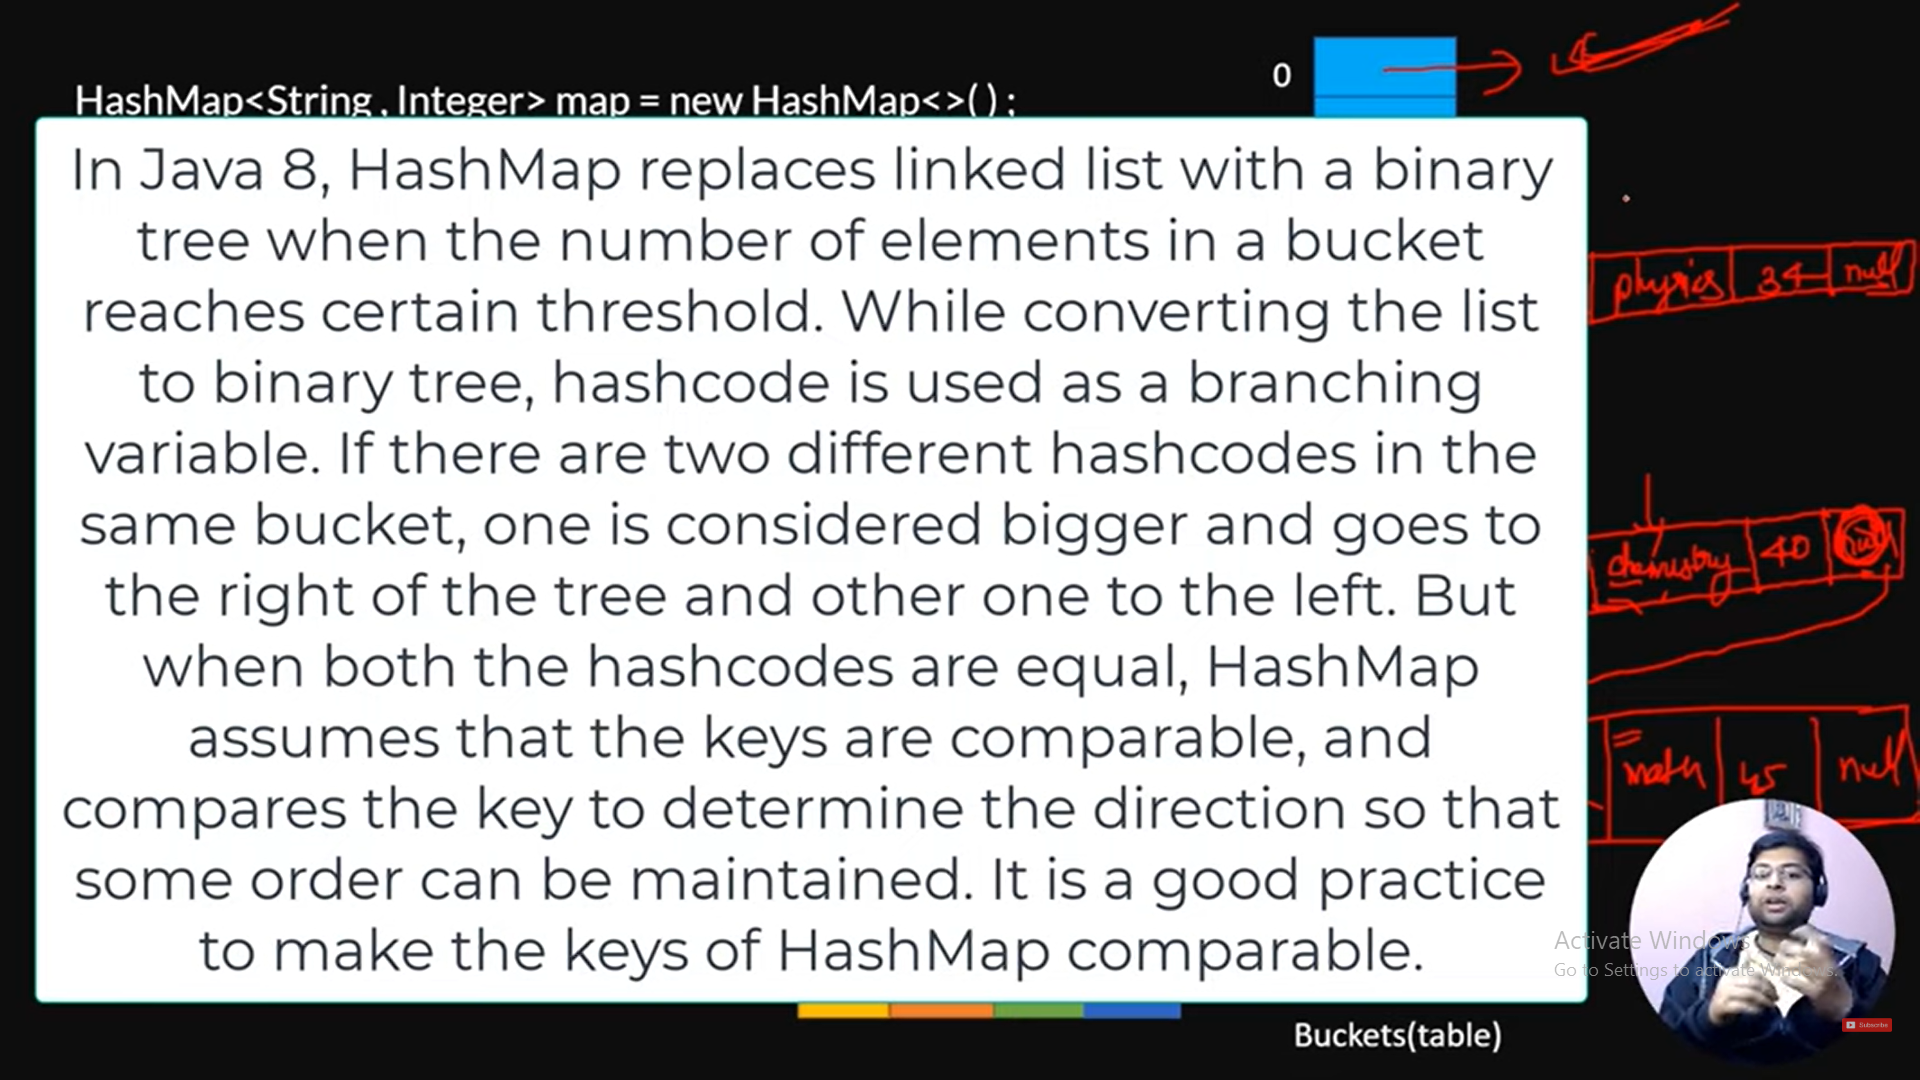 0
HashMap<String , Integer> map = new HashMap<>( ) ;
In Java 8, HashMap replaces linked list with a binary
tree when the number of elements in a bucket
reaches certain threshold. While converting the list
to binary tree, hashcode is used as a branching
variable. If there are two different hashcodes in the
same bucket, one is considered bigger and goes to
the right of the tree and other one to the left. But
when both the hashcodes are equal, HashMap
assumes that the keys are comparable, and
compares the key to determine the direction so that
some order can be maintained. It is a good practice
to make the keys of HashMap comparable.
physics 34 null
chemistry 40 null
math 45 null
Activate Windows
Go to Settings to activate Windows.
Subscribe
Buckets(table)